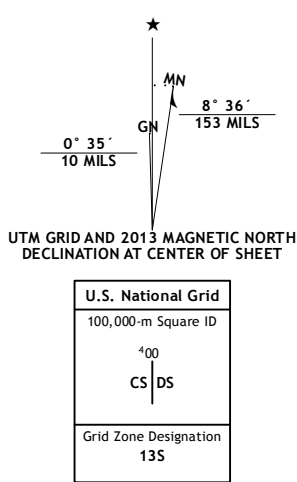 ★
MN
8° 36´
153 MILS
GN
0° 35´
10 MILS
UTM GRID AND 2013 MAGNETIC NORTH
DECLINATION AT CENTER OF SHEET
U.S. National Grid
100,000-m Square ID
⁴00
CS DS
Grid Zone Designation
13S